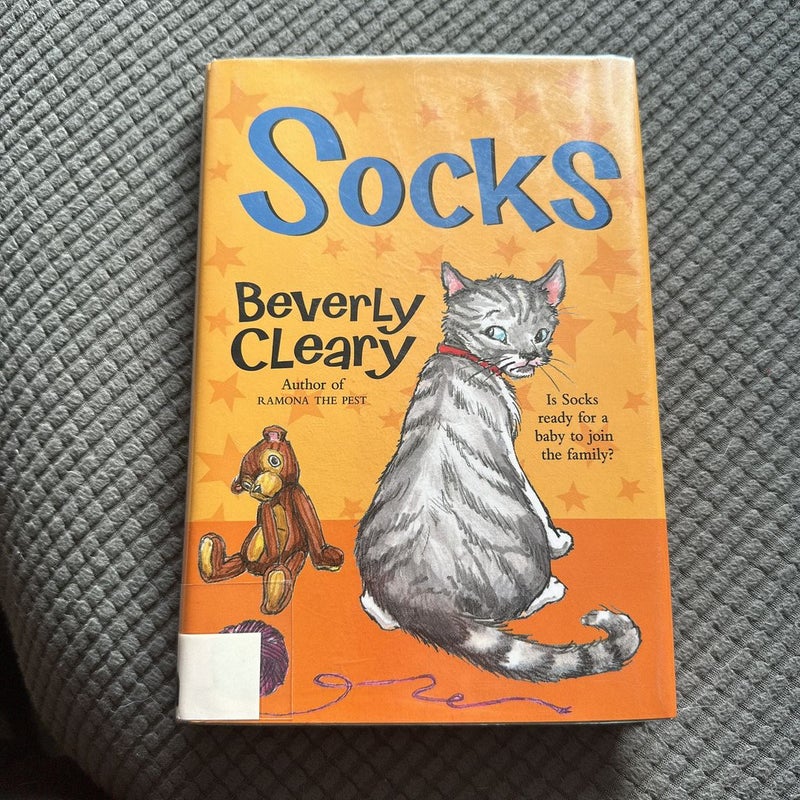 Socks
Beverly
Cleary
Author of
RAMONA THE PEST
Is Socks
ready for a
baby to join
the family?